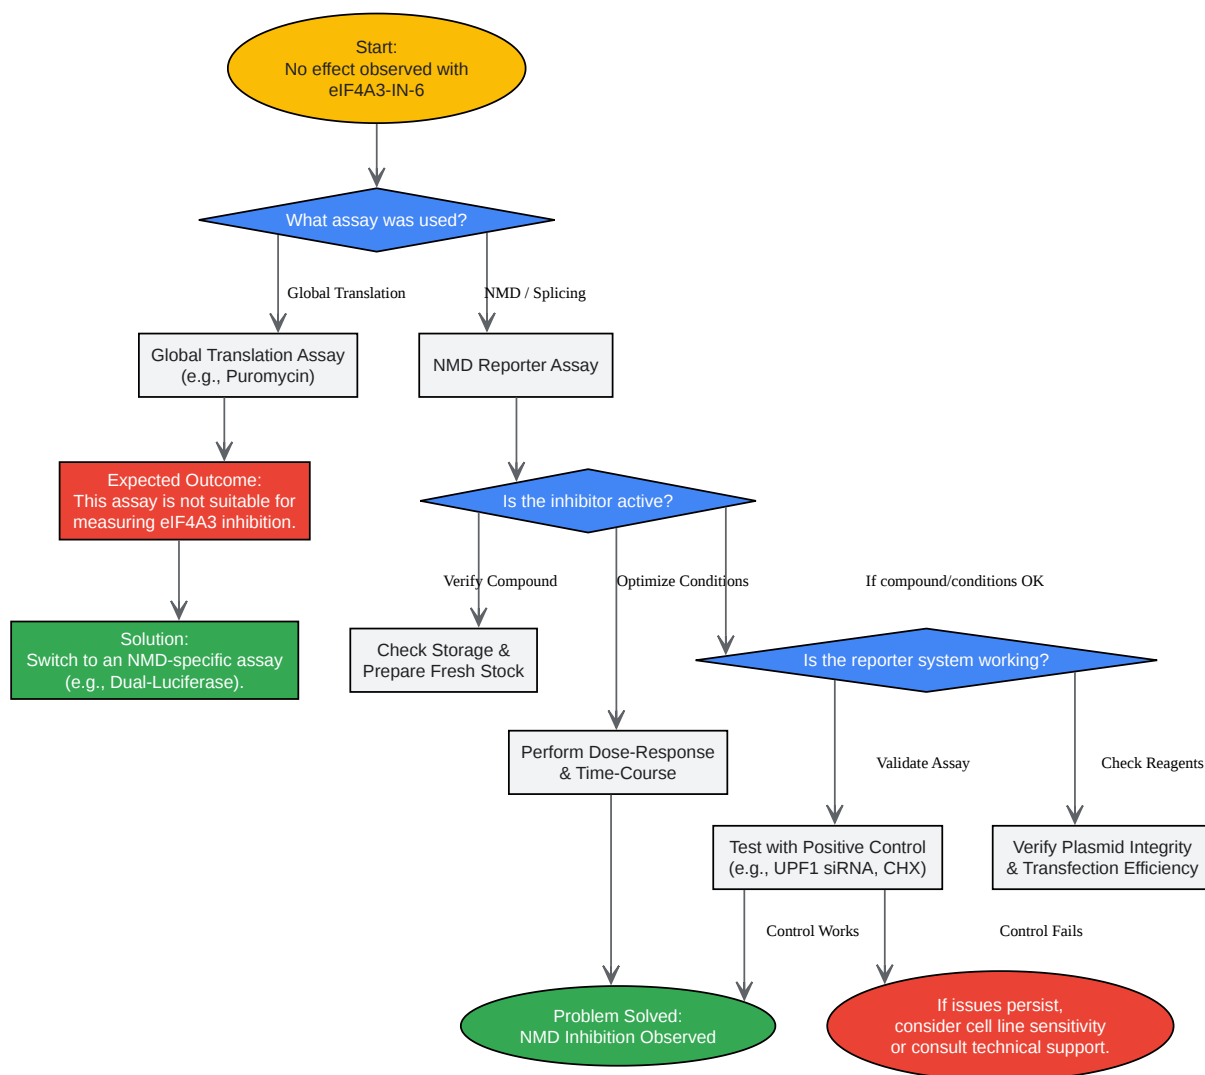 Start:
No effect observed with
eIF4A3-IN-6
What assay was used?
Global Translation
NMD / Splicing
Global Translation Assay
(e.g., Puromycin)
NMD Reporter Assay
Expected Outcome:
This assay is not suitable for
measuring eIF4A3 inhibition.
Is the inhibitor active?
Verify Compound
Optimize Conditions
If compound/conditions OK
Solution:
Switch to an NMD-specific assay
(e.g., Dual-Luciferase).
Check Storage &
Prepare Fresh Stock
Is the reporter system working?
Perform Dose-Response
& Time-Course
Validate Assay
Check Reagents
Test with Positive Control
(e.g., UPF1 siRNA, CHX)
Verify Plasmid Integrity
& Transfection Efficiency
Control Works
Control Fails
Problem Solved:
NMD Inhibition Observed
If issues persist,
consider cell line sensitivity
or consult technical support.